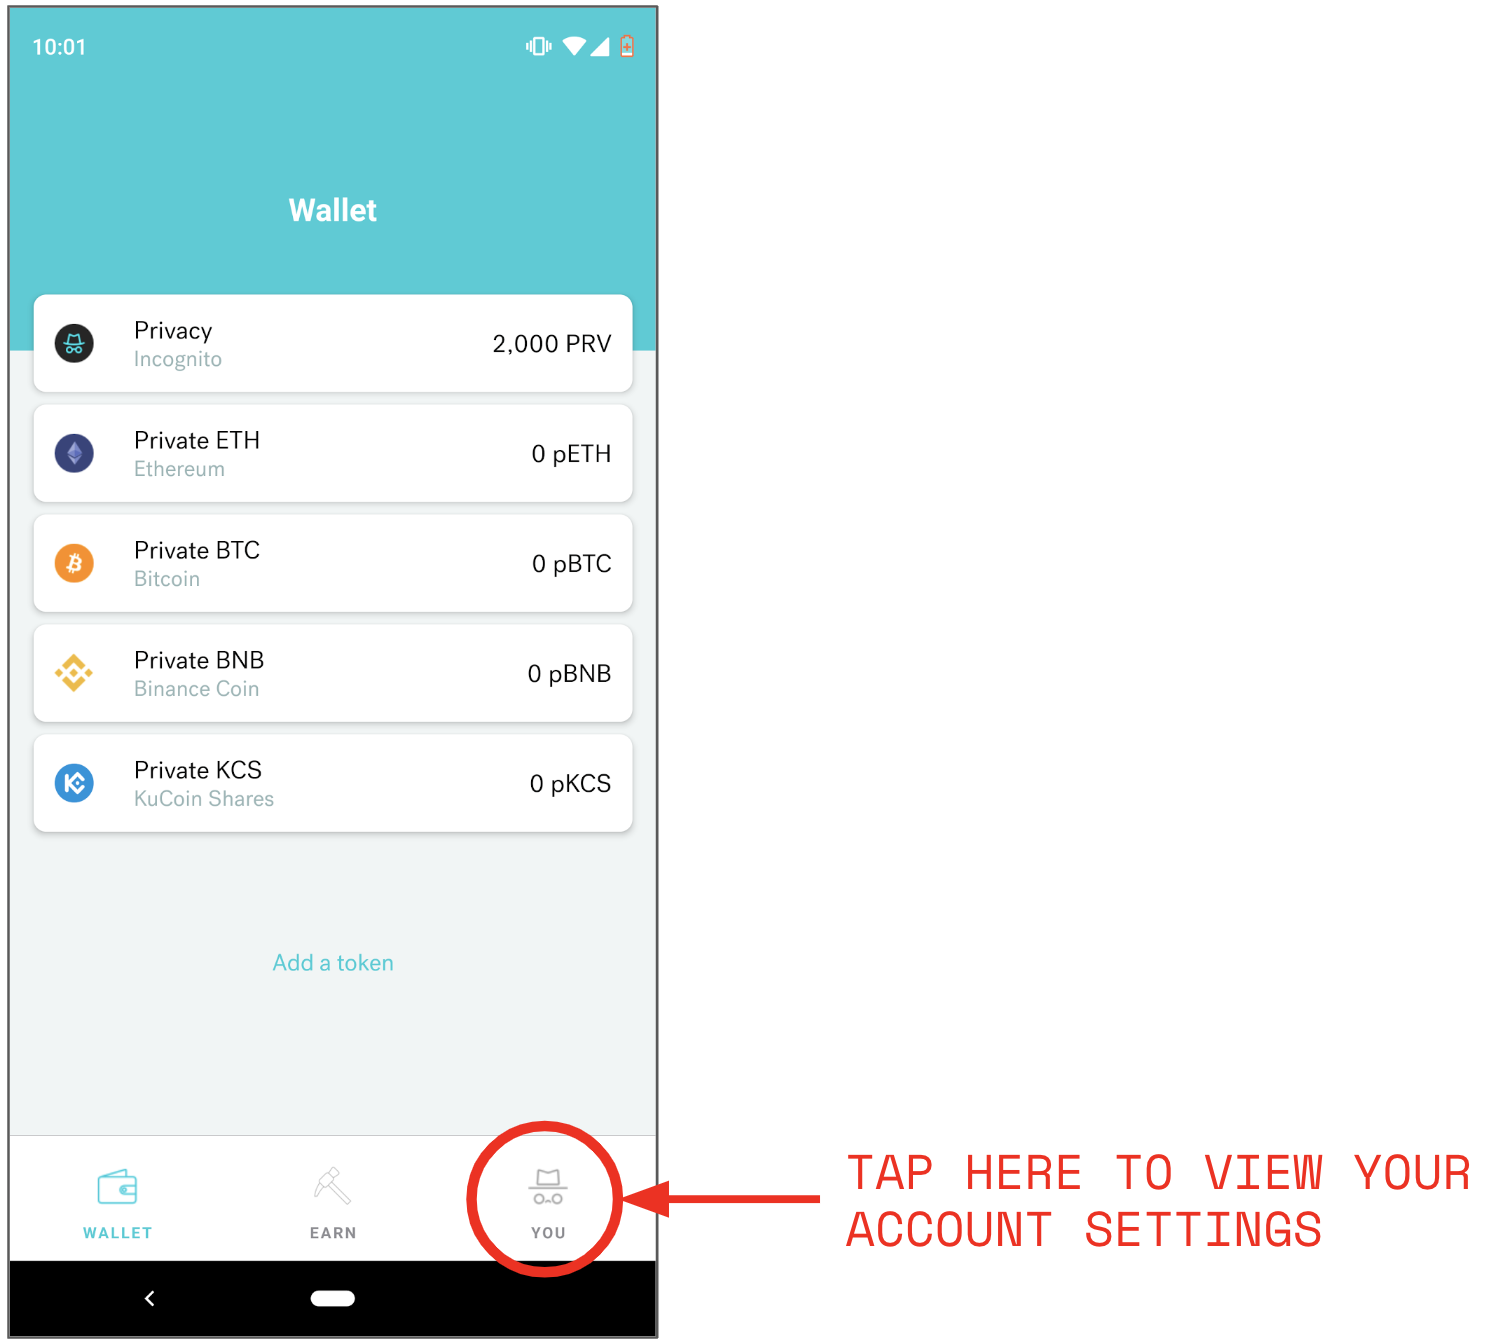 10:01
Wallet
Privacy
Incognito
2,000 PRV
Private ETH
Ethereum
0 pETH
Private BTC
Bitcoin
0 pBTC
Private BNB
Binance Coin
0 pBNB
Private KCS
KuCoin Shares
0 pKCS
Add a token
WALLET
EARN
YOU
TAP HERE TO VIEW YOUR
ACCOUNT SETTINGS